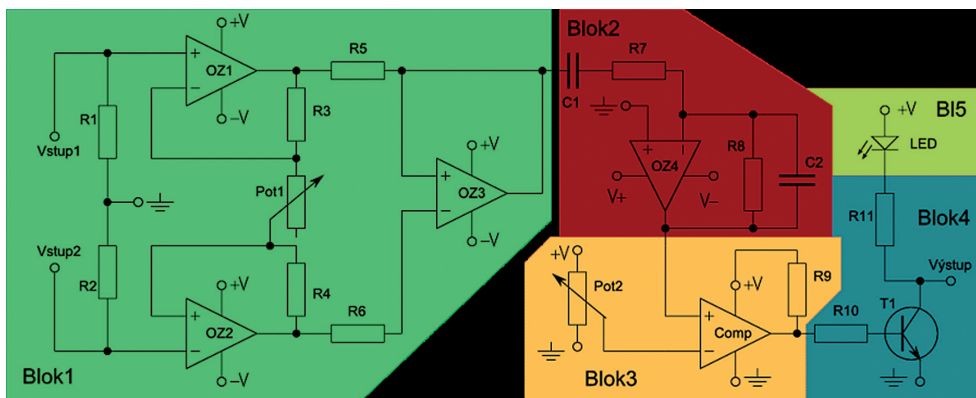 +V
OZ1
−V
R1
Vstup1
R3
R5
Pot1
Vstup2
R2
R4
R6
+V
OZ2
−V
+V
OZ3
−V
Blok1
Blok2
C1
R7
OZ4
V+
V−
R8
C2
+V
Pot2
+V
R9
Comp
Blok3
+V
Bl5
LED
R11
Blok4
Výstup
T1
R10